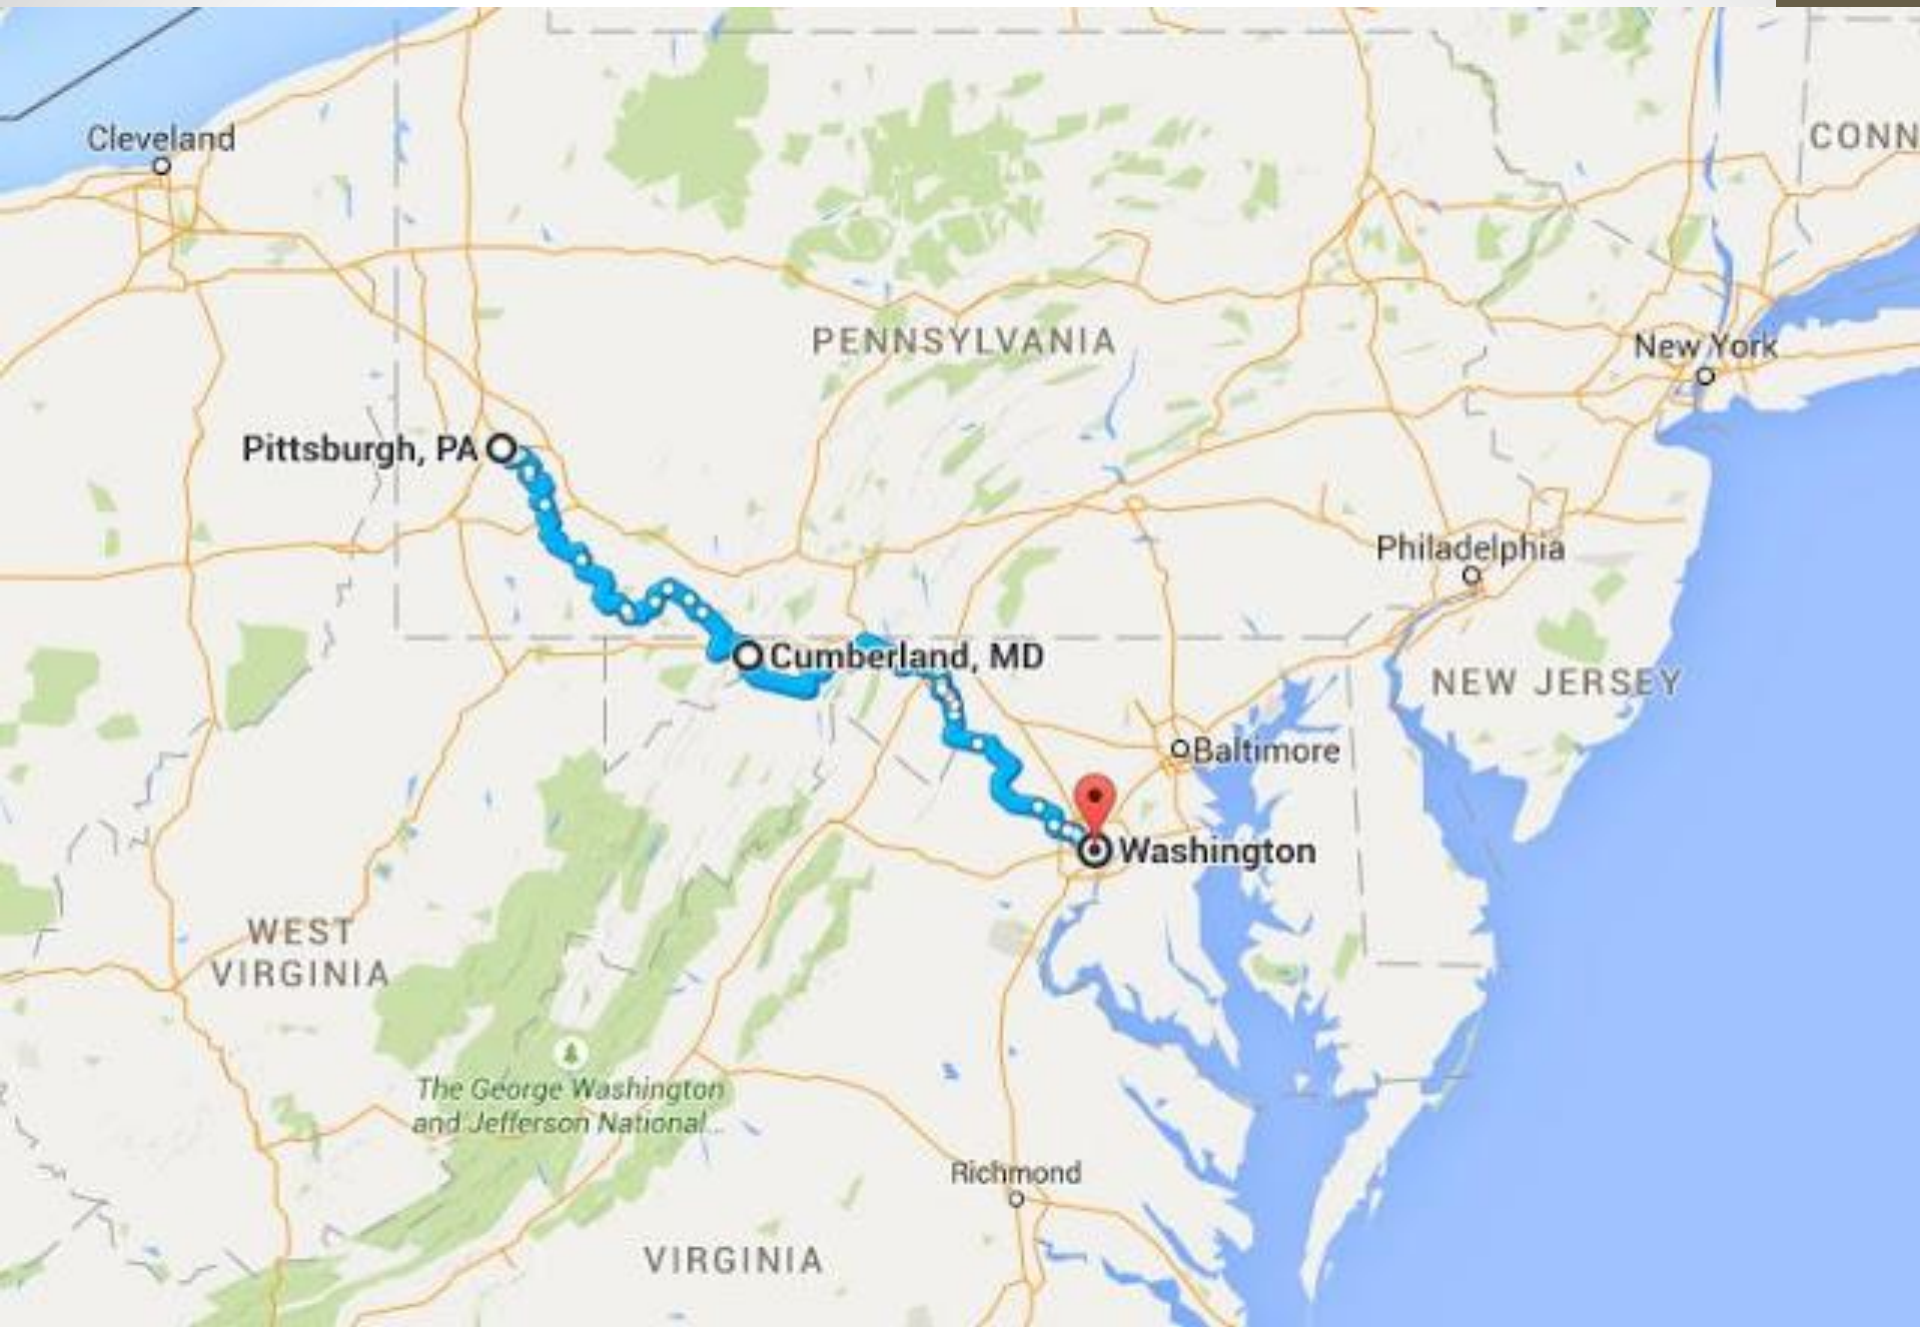 Cleveland
CONN
PENNSYLVANIA
New York
Pittsburgh, PA
Philadelphia
Cumberland, MD
NEW JERSEY
Baltimore
Washington
WEST
VIRGINIA
The George Washington
and Jefferson National...
Richmond
VIRGINIA